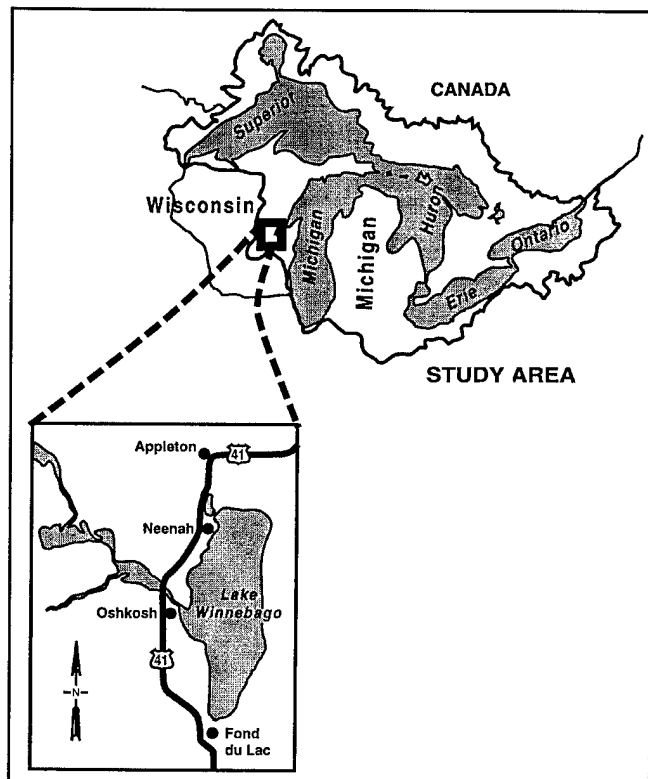 CANADA
Superior
Wisconsin
Huron
Michigan
Michigan
Ontario
Erie
STUDY AREA
Appleton
41
Neenah
Lake
Winnebago
Oshkosh
41
N
Fond
du Lac